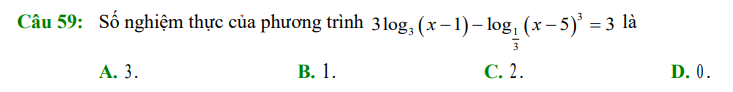 Câu 59: Số nghiệm thực của phương trình 3log₃(x−1)−log_{1/3}(x−5)³=3 là
A. 3. B. 1. C. 2. D. 0.